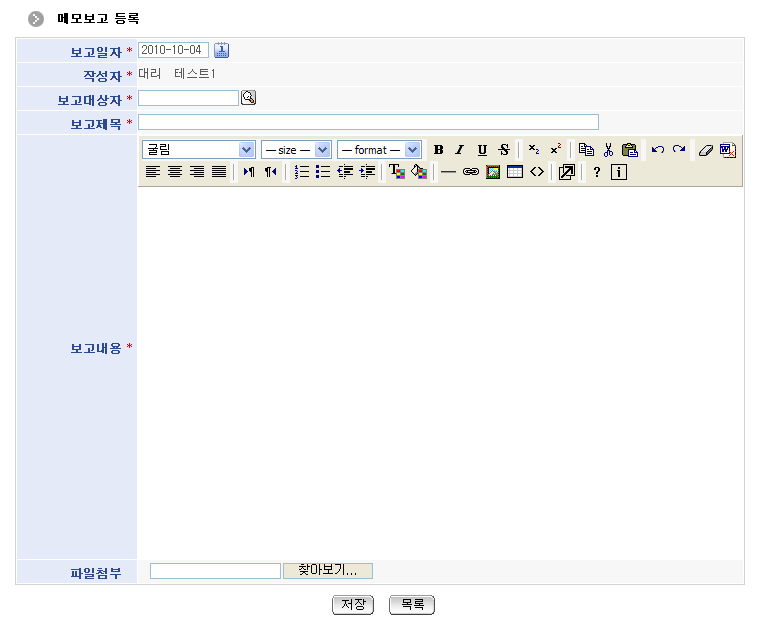 메모보고 등록
보고일자 * 2010-10-04
작성자 * 대리 테스트1
보고대상자 *
보고제목 *
굴림 — size — — format — B I U S x₂ x²
보고내용 *
파일첨부 찾아보기...
저장 목록